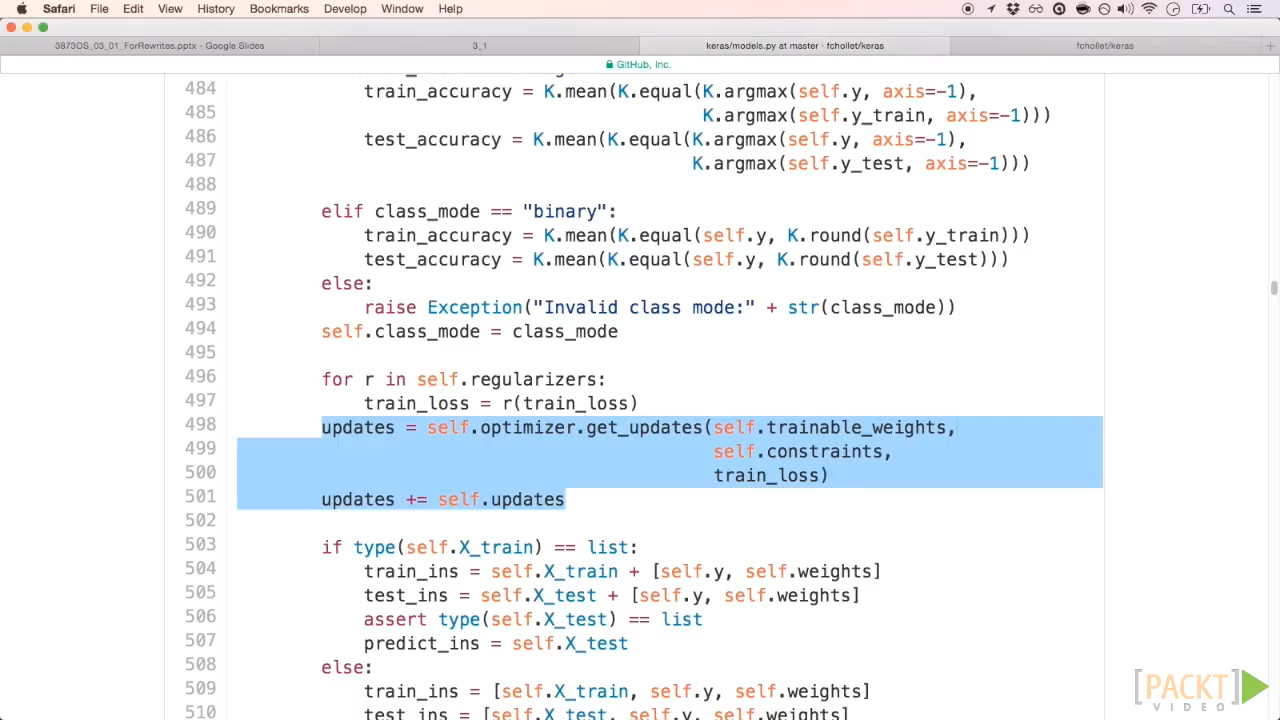 Safari File Edit View History Bookmarks Develop Window Help
3873OS_03_01_ForRewrites.pptx - Google Slides 3_1 keras/models.py at master · fchollet/keras fchollet/keras
GitHub, Inc.
484 train_accuracy = K.mean(K.equal(K.argmax(self.y, axis=-1),
485 K.argmax(self.y_train, axis=-1)))
486 test_accuracy = K.mean(K.equal(K.argmax(self.y, axis=-1),
487 K.argmax(self.y_test, axis=-1)))
488
489 elif class_mode == "binary":
490 train_accuracy = K.mean(K.equal(self.y, K.round(self.y_train)))
491 test_accuracy = K.mean(K.equal(self.y, K.round(self.y_test)))
492 else:
493 raise Exception("Invalid class mode:" + str(class_mode))
494 self.class_mode = class_mode
495
496 for r in self.regularizers:
497 train_loss = r(train_loss)
498 updates = self.optimizer.get_updates(self.trainable_weights,
499 self.constraints,
500 train_loss)
501 updates += self.updates
502
503 if type(self.X_train) == list:
504 train_ins = self.X_train + [self.y, self.weights]
505 test_ins = self.X_test + [self.y, self.weights]
506 assert type(self.X_test) == list
507 predict_ins = self.X_test
508 else:
509 train_ins = [self.X_train, self.y, self.weights]
510 test_ins = [self.X_test, self.y, self.weights]
[PACKT]
VIDEO